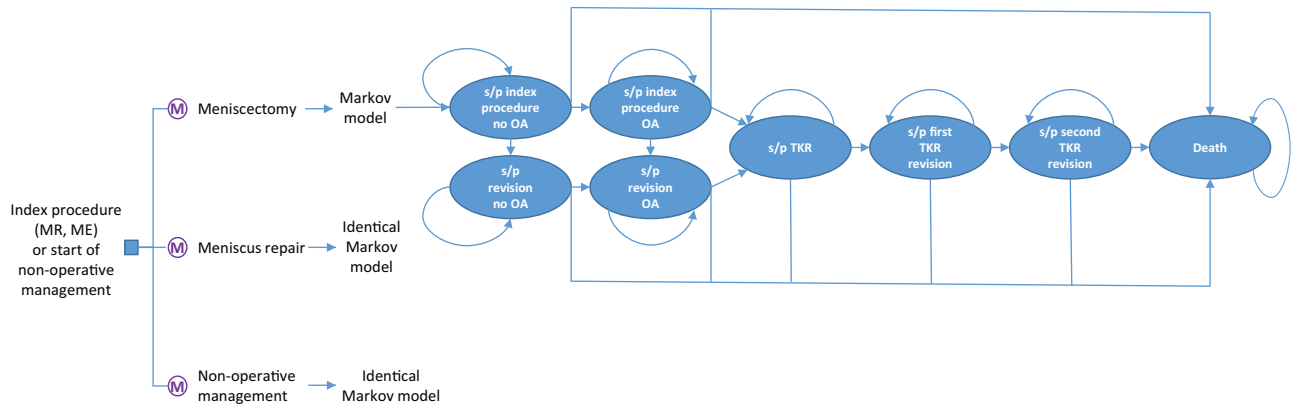 Index procedure
(MR, ME)
or start of
non-operative
management
M
Meniscectomy
Markov
model
s/p index
procedure
no OA
s/p index
procedure
OA
s/p
revision
no OA
s/p
revision
OA
s/p TKR
s/p first
TKR
revision
s/p second
TKR
revision
Death
M
Meniscus repair
Identical
Markov
model
M
Non-operative
management
Identical
Markov model